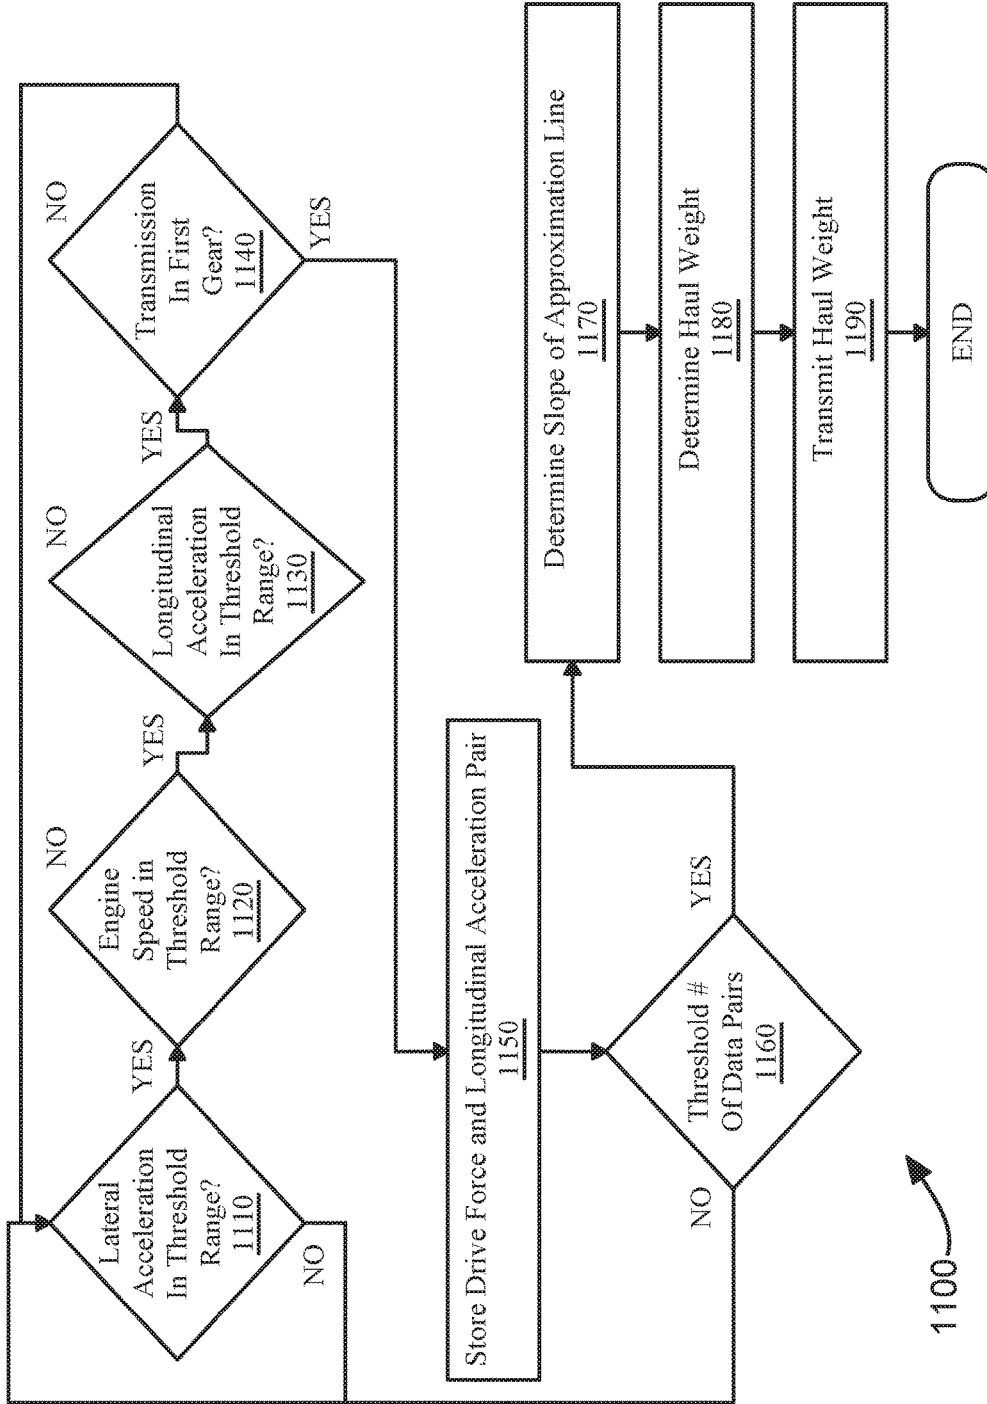 Lateral
Acceleration
In Threshold
Range?
1110
YES
NO
Engine
Speed in
Threshold
Range?
1120
YES
NO
Longitudinal
Acceleration
In Threshold
Range?
1130
YES
NO
Transmission
In First
Gear?
1140
NO
YES
Store Drive Force and Longitudinal Acceleration Pair
1150
Threshold #
Of Data Pairs
1160
NO
YES
Determine Slope of Approximation Line
1170
Determine Haul Weight
1180
Transmit Haul Weight
1190
END
1100